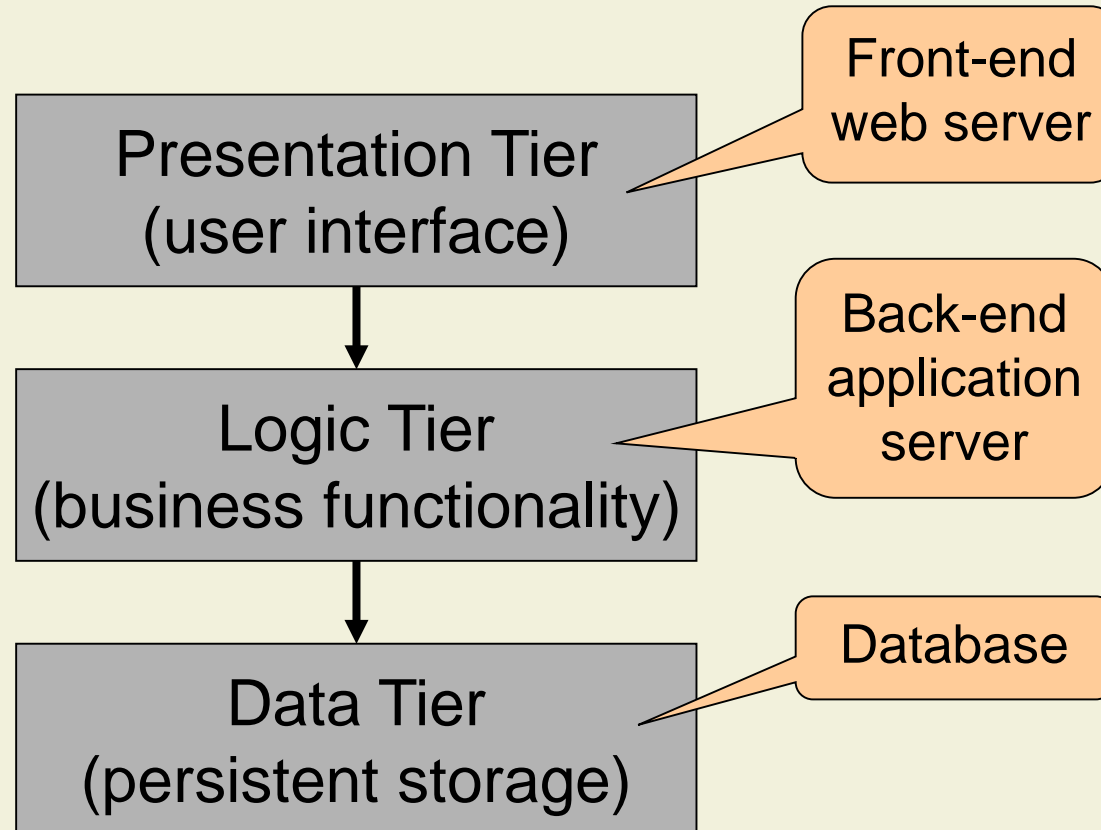 Front-end
web server
Presentation Tier
(user interface)
Back-end
application
server
Logic Tier
(business functionality)
Database
Data Tier
(persistent storage)